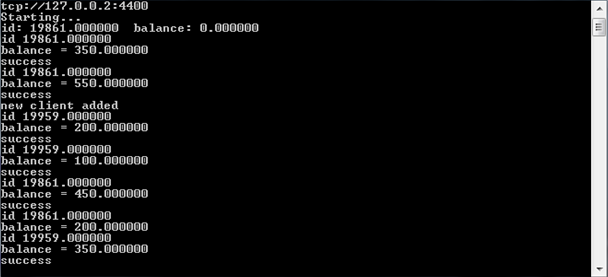 tcp://127.0.0.2:4400
Starting...
id: 19861.000000  balance: 0.000000
id 19861.000000
balance = 350.000000
success
id 19861.000000
balance = 550.000000
success
new client added
id 19959.000000
balance = 200.000000
success
id 19959.000000
balance = 100.000000
success
id 19861.000000
balance = 450.000000
success
id 19861.000000
balance = 200.000000
id 19959.000000
balance = 350.000000
success